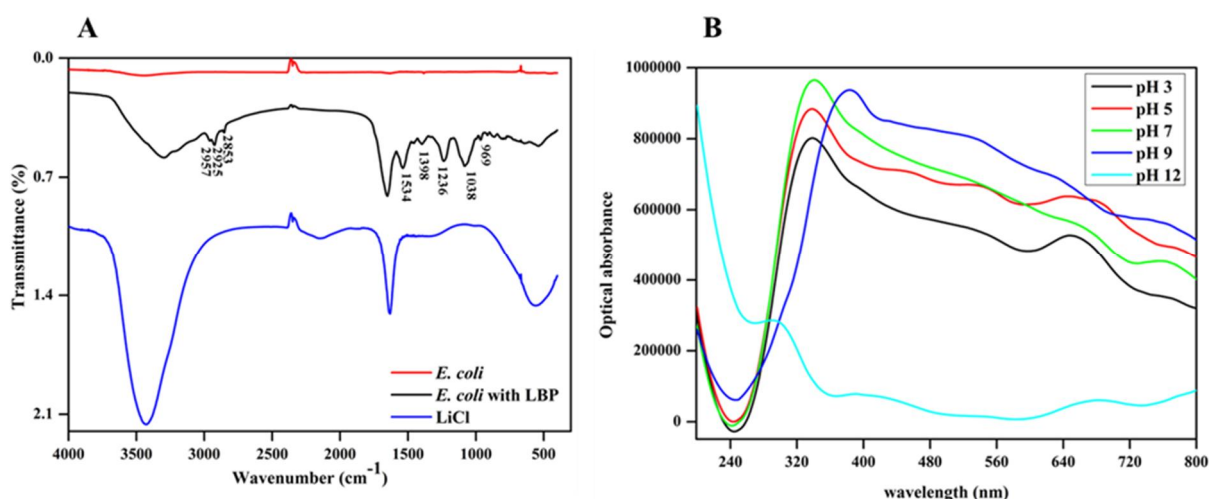 A
0.0
0.7
1.4
2.1
Transmittance (%)
2957
2925
2853
1534
1398
1236
1038
969
E. coli
E. coli with LBP
LiCl
4000 3500 3000 2500 2000 1500 1000 500
Wavenumber (cm-1)
B
1000000
800000
600000
400000
200000
0
Optical absorbance
pH 3
pH 5
pH 7
pH 9
pH 12
240 320 400 480 560 640 720 800
wavelength (nm)